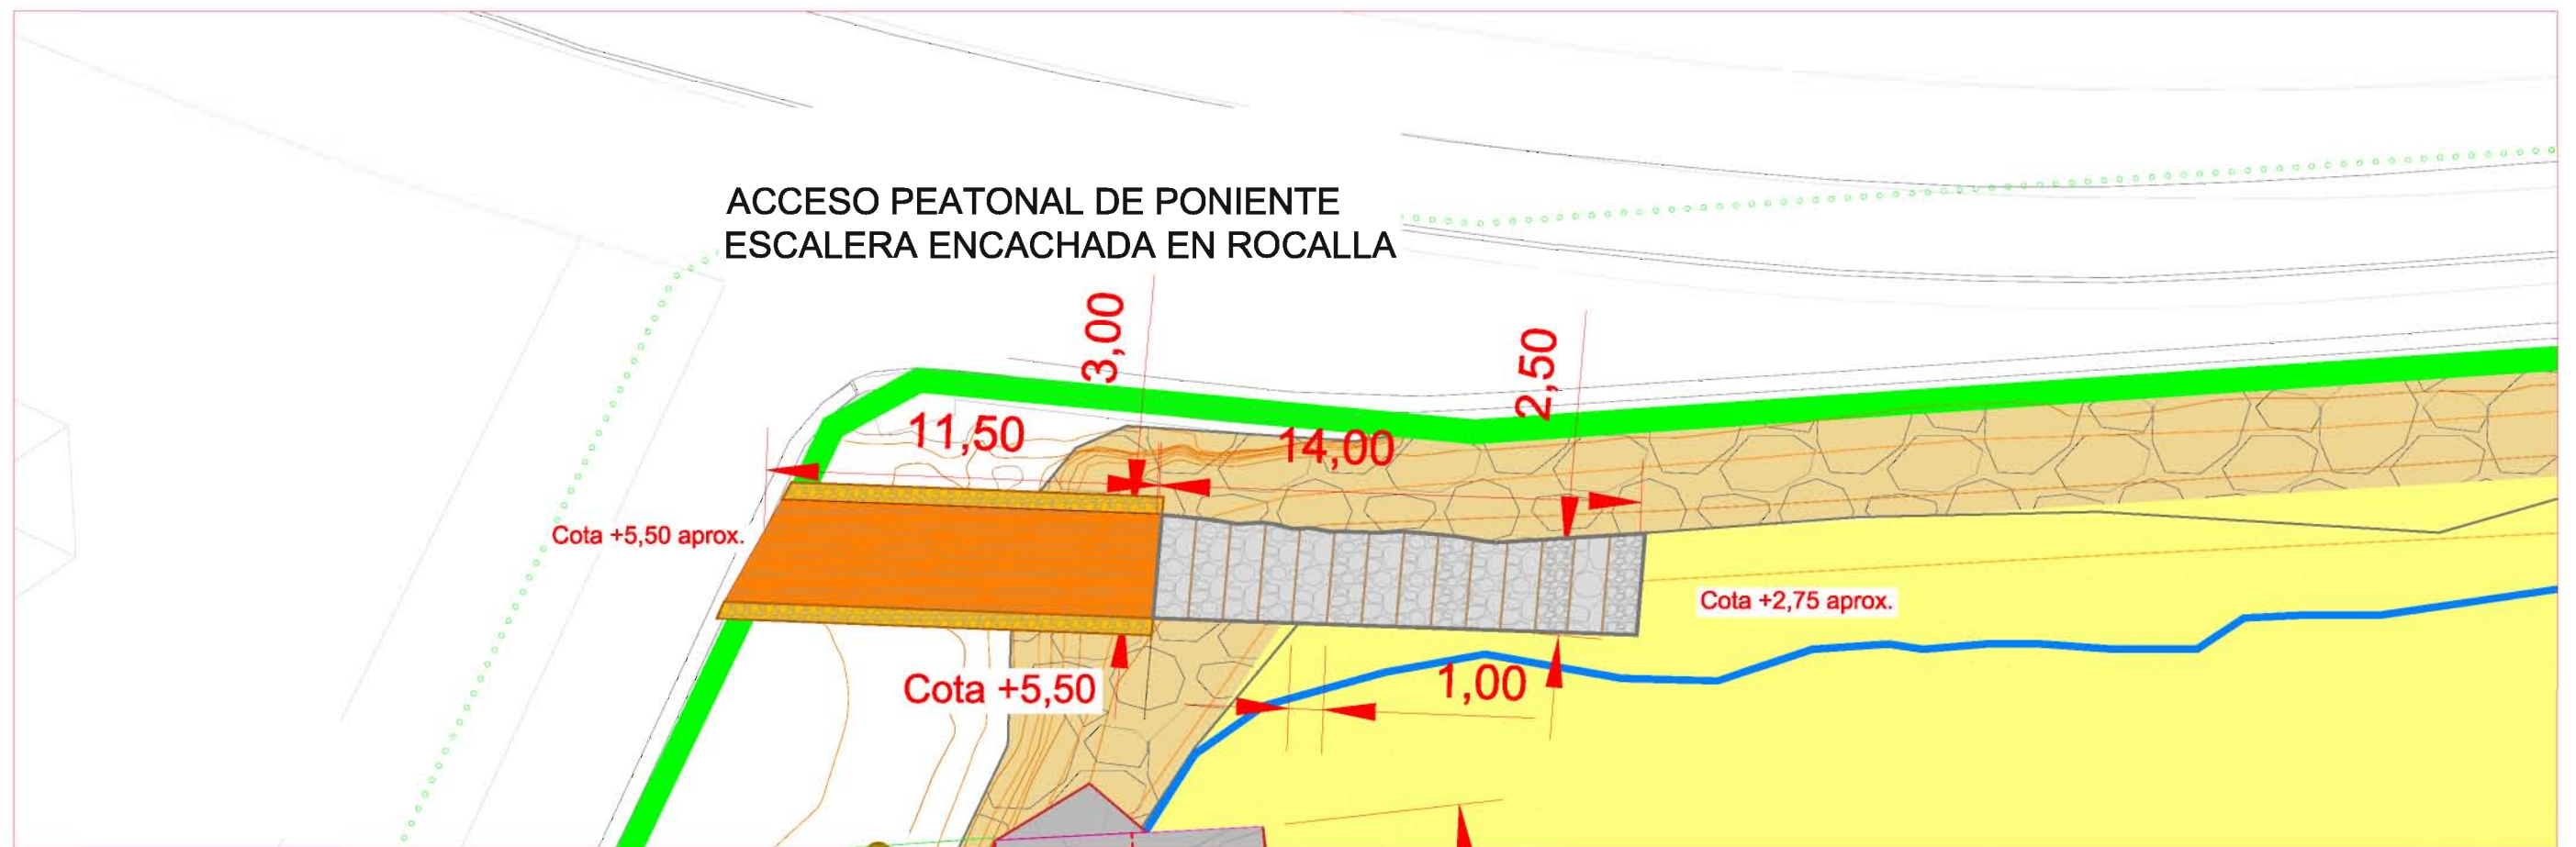 ACCESO PEATONAL DE PONIENTE
ESCALERA ENCACHADA EN ROCALLA
3,00
2,50
11,50
14,00
Cota +5,50 aprox.
Cota +2,75 aprox.
Cota +5,50
1,00